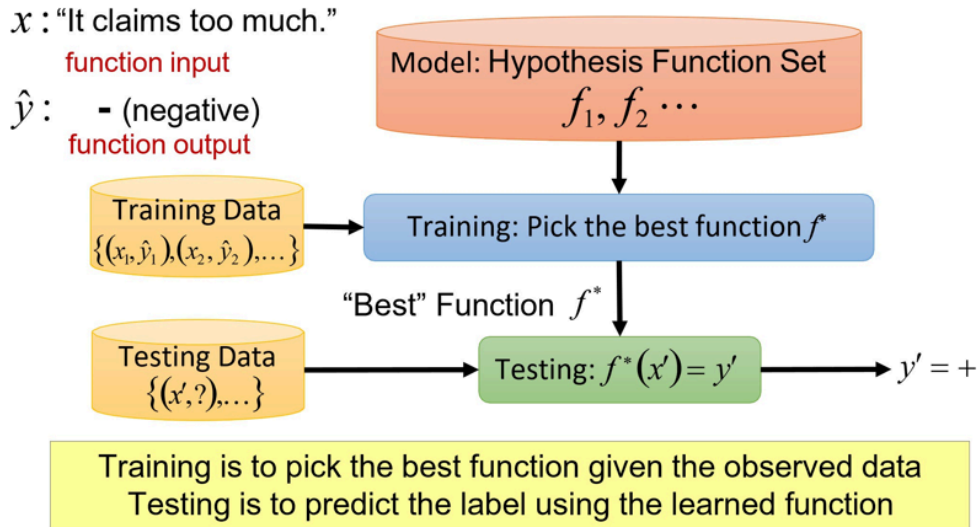 x : “It claims too much.”
function input
ŷ : - (negative)
function output
Model: Hypothesis Function Set
f₁, f₂ ⋯
Training Data
{(x₁, ŷ₁),(x₂, ŷ₂),…}
Training: Pick the best function f*
“Best” Function f*
Testing Data
{(x′,?),…}
Testing: f*(x′)= y′
y′ = +
Training is to pick the best function given the observed data
Testing is to predict the label using the learned function